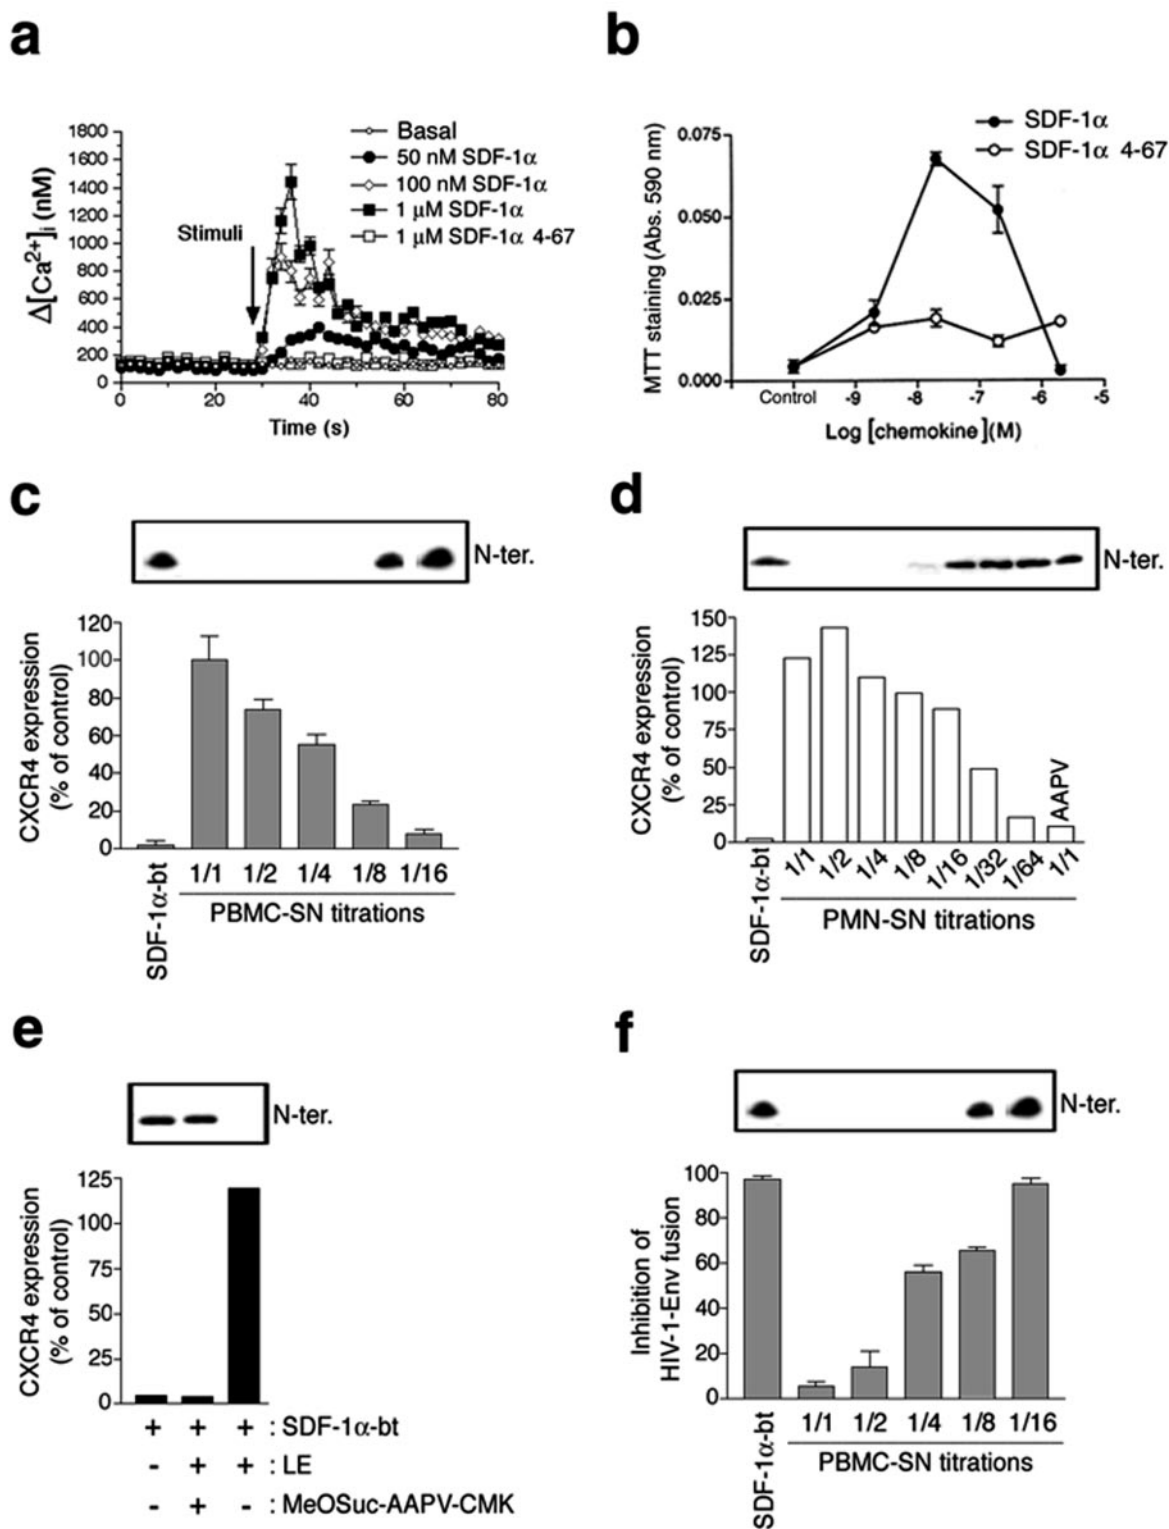 a
1800
1600
1400
1200
1000
800
600
400
200
0
Δ[Ca²⁺]ᵢ (nM)
Stimuli
Basal
50 nM SDF-1α
100 nM SDF-1α
1 µM SDF-1α
1 µM SDF-1α 4-67
0 20 40 60 80
Time (s)
b
SDF-1α
SDF-1α 4-67
MTT staining (Abs. 590 nm)
0.075
0.050
0.025
0.000
Control -9 -8 -7 -6 -5
Log [chemokine](M)
c
N-ter.
CXCR4 expression
(% of control)
120
100
80
60
40
20
0
SDF-1α-bt 1/1 1/2 1/4 1/8 1/16
PBMC-SN titrations
d
N-ter.
CXCR4 expression
(% of control)
150
125
100
75
50
25
0
AAPV
SDF-1α-bt 1/1 1/2 1/4 1/8 1/16 1/32 1/64 1/1
PMN-SN titrations
e
N-ter.
CXCR4 expression
(% of control)
125
100
75
50
25
0
+ + + : SDF-1α-bt
- + + : LE
- + - : MeOSuc-AAPV-CMK
f
N-ter.
Inhibition of
HIV-1-Env fusion
100
80
60
40
20
0
SDF-1α-bt 1/1 1/2 1/4 1/8 1/16
PBMC-SN titrations